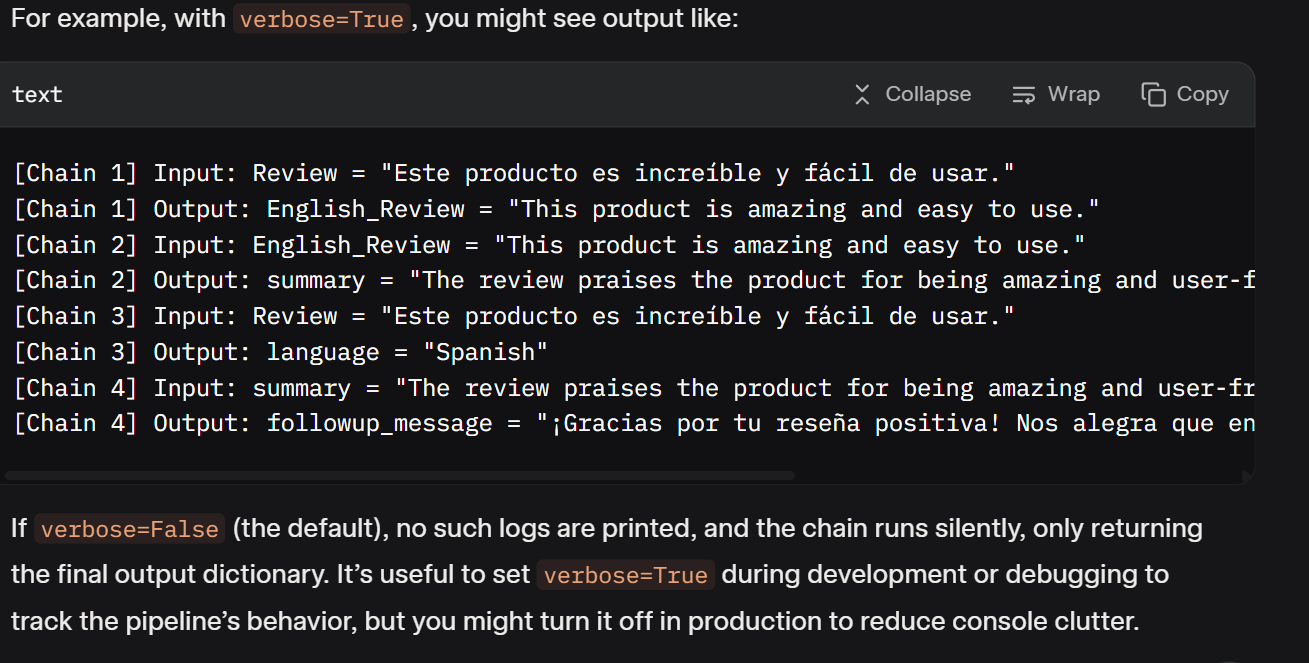 For example, with verbose=True, you might see output like:
text
Collapse
Wrap
Copy
[Chain 1] Input: Review = "Este producto es increíble y fácil de usar."
[Chain 1] Output: English_Review = "This product is amazing and easy to use."
[Chain 2] Input: English_Review = "This product is amazing and easy to use."
[Chain 2] Output: summary = "The review praises the product for being amazing and user-f
[Chain 3] Input: Review = "Este producto es increíble y fácil de usar."
[Chain 3] Output: language = "Spanish"
[Chain 4] Input: summary = "The review praises the product for being amazing and user-fr
[Chain 4] Output: followup_message = "¡Gracias por tu reseña positiva! Nos alegra que en
If verbose=False (the default), no such logs are printed, and the chain runs silently, only returning
the final output dictionary. It’s useful to set verbose=True during development or debugging to
track the pipeline’s behavior, but you might turn it off in production to reduce console clutter.